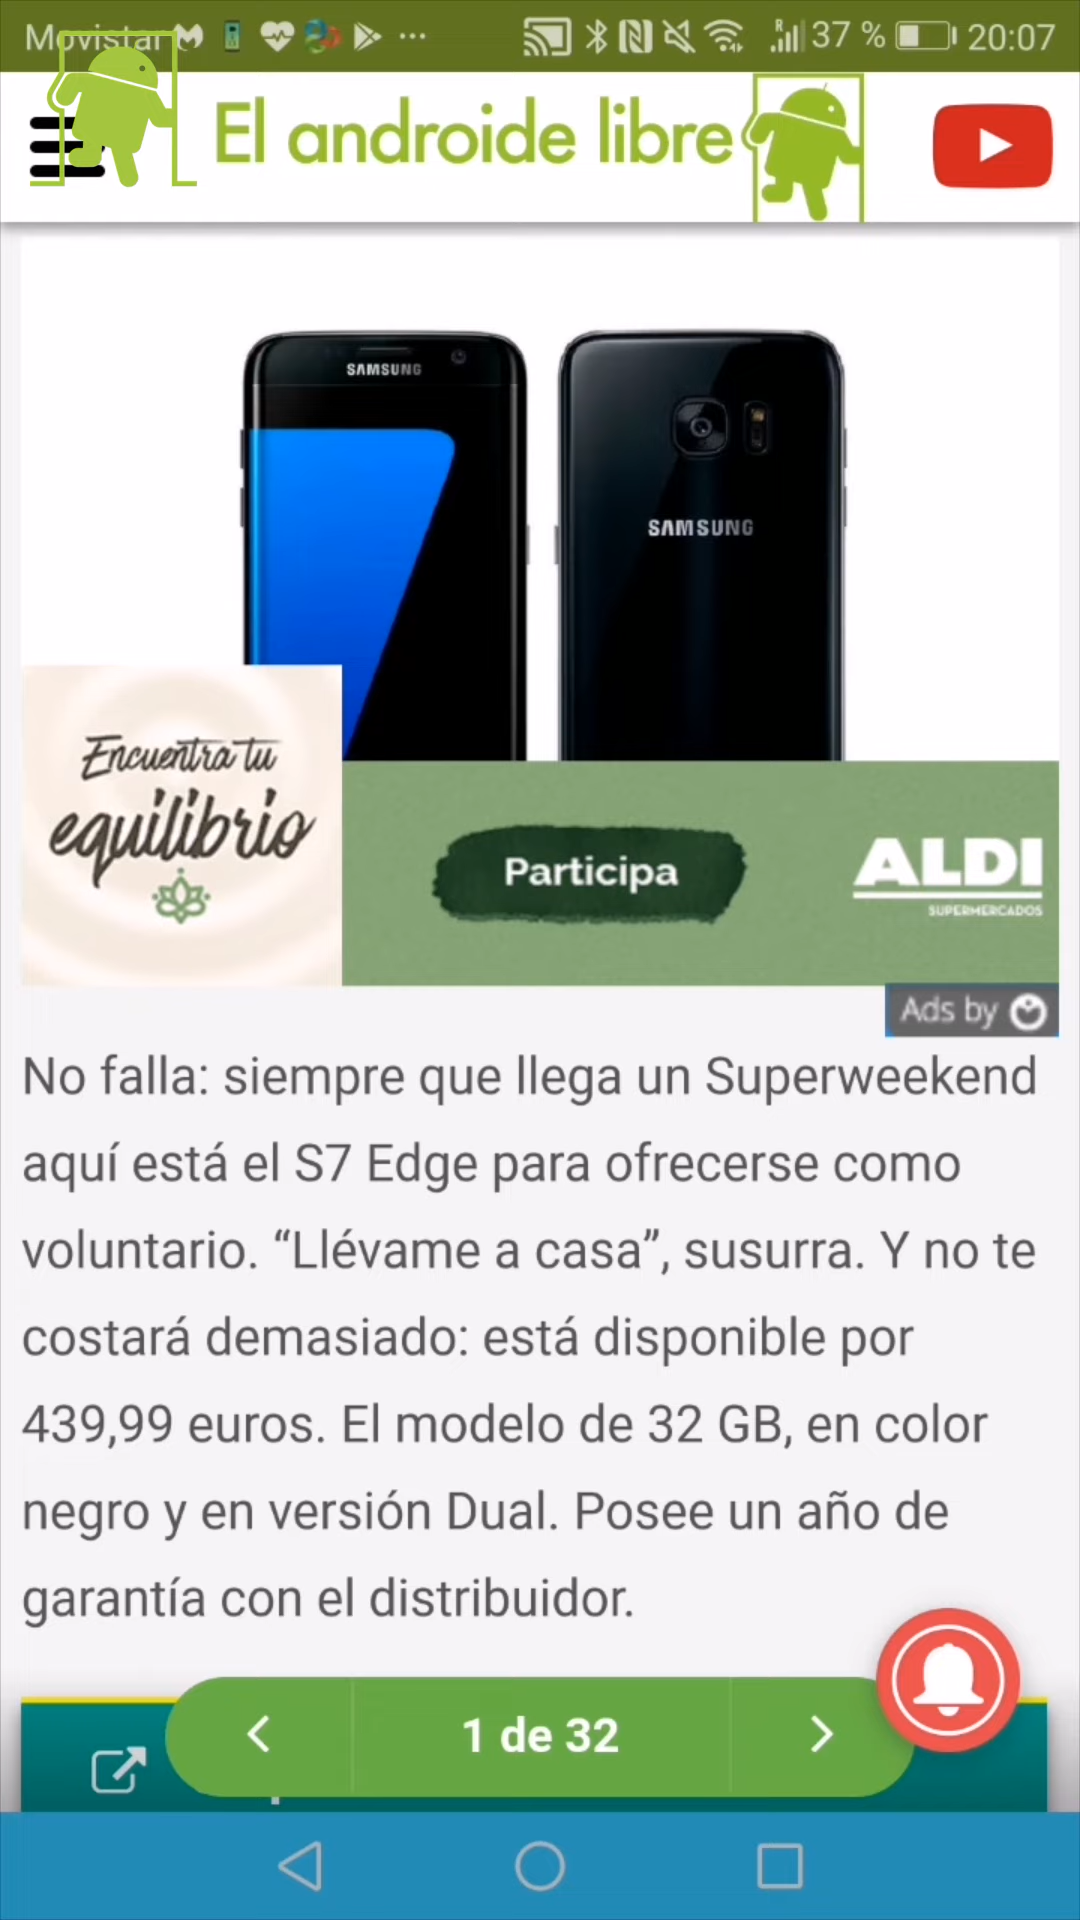 Movistar 37 % 20:07
El androide libre
SAMSUNG
SAMSUNG
Encuentra tu
equilibrio
Participa
ALDI
SUPERMERCADOS
Ads by
No falla: siempre que llega un Superweekend
aquí está el S7 Edge para ofrecerse como
voluntario. “Llévame a casa”, susurra. Y no te
costará demasiado: está disponible por
439,99 euros. El modelo de 32 GB, en color
negro y en versión Dual. Posee un año de
garantía con el distribuidor.
1 de 32